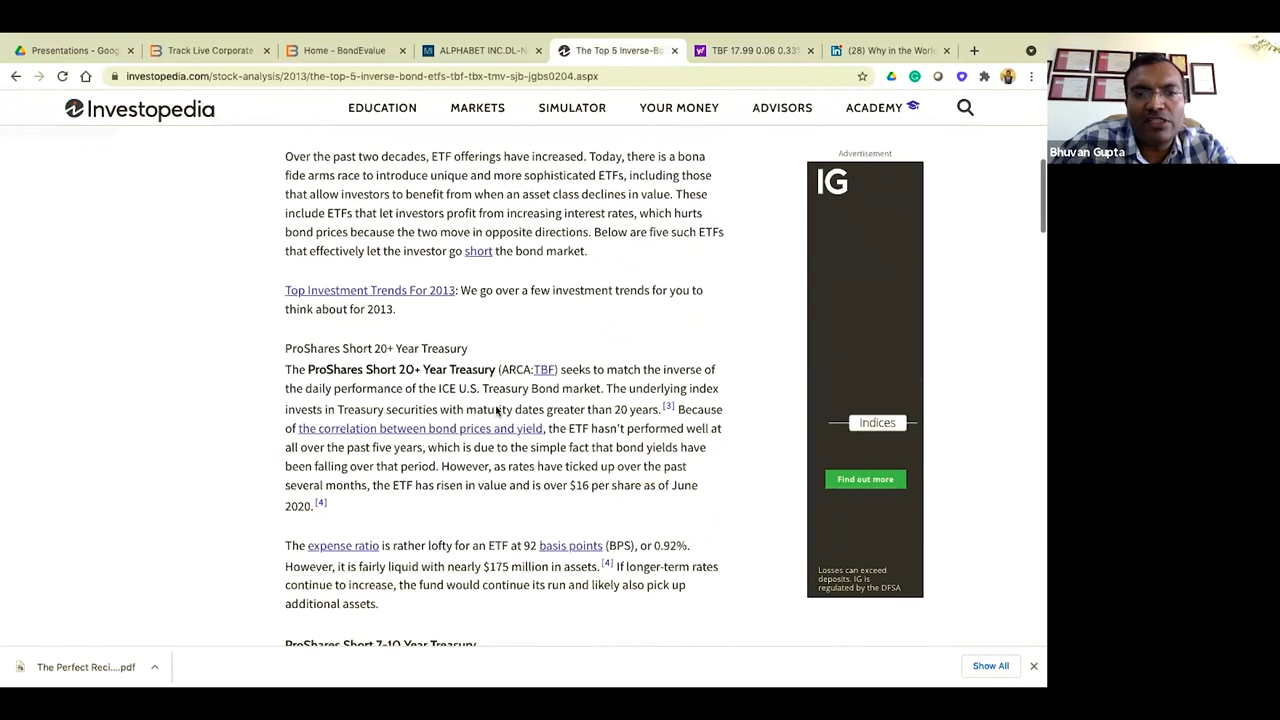 Presentations - Goog
Track Live Corporate
Home - BondEvalue
ALPHABET INC.DL-N
The Top 5 Inverse-Bo
TBF 17.99 0.06 0.33
(28) Why in the Worl
investopedia.com/stock-analysis/2013/the-top-5-inverse-bond-etfs-tbf-tbx-tmv-sjb-jgbs0204.aspx
Investopedia
EDUCATION
MARKETS
SIMULATOR
YOUR MONEY
ADVISORS
ACADEMY
Bhuvan Gupta
Over the past two decades, ETF offerings have increased. Today, there is a bona
fide arms race to introduce unique and more sophisticated ETFs, including those
that allow investors to benefit from when an asset class declines in value. These
include ETFs that let investors profit from increasing interest rates, which hurts
bond prices because the two move in opposite directions. Below are five such ETFs
that effectively let the investor go short the bond market.
Top Investment Trends For 2013: We go over a few investment trends for you to
think about for 2013.
ProShares Short 20+ Year Treasury
The ProShares Short 20+ Year Treasury (ARCA:TBF) seeks to match the inverse of
the daily performance of the ICE U.S. Treasury Bond market. The underlying index
invests in Treasury securities with maturity dates greater than 20 years. [3] Because
of the correlation between bond prices and yield, the ETF hasn't performed well at
all over the past five years, which is due to the simple fact that bond yields have
been falling over that period. However, as rates have ticked up over the past
several months, the ETF has risen in value and is over $16 per share as of June
2020. [4]
The expense ratio is rather lofty for an ETF at 92 basis points (BPS), or 0.92%.
However, it is fairly liquid with nearly $175 million in assets. [4] If longer-term rates
continue to increase, the fund would continue its run and likely also pick up
additional assets.
ProShares Short 7-10 Year Treasury
Advertisement
IG
Indices
Find out more
Losses can exceed
deposits. IG is
regulated by the DFSA
The Perfect Reci....pdf
Show All